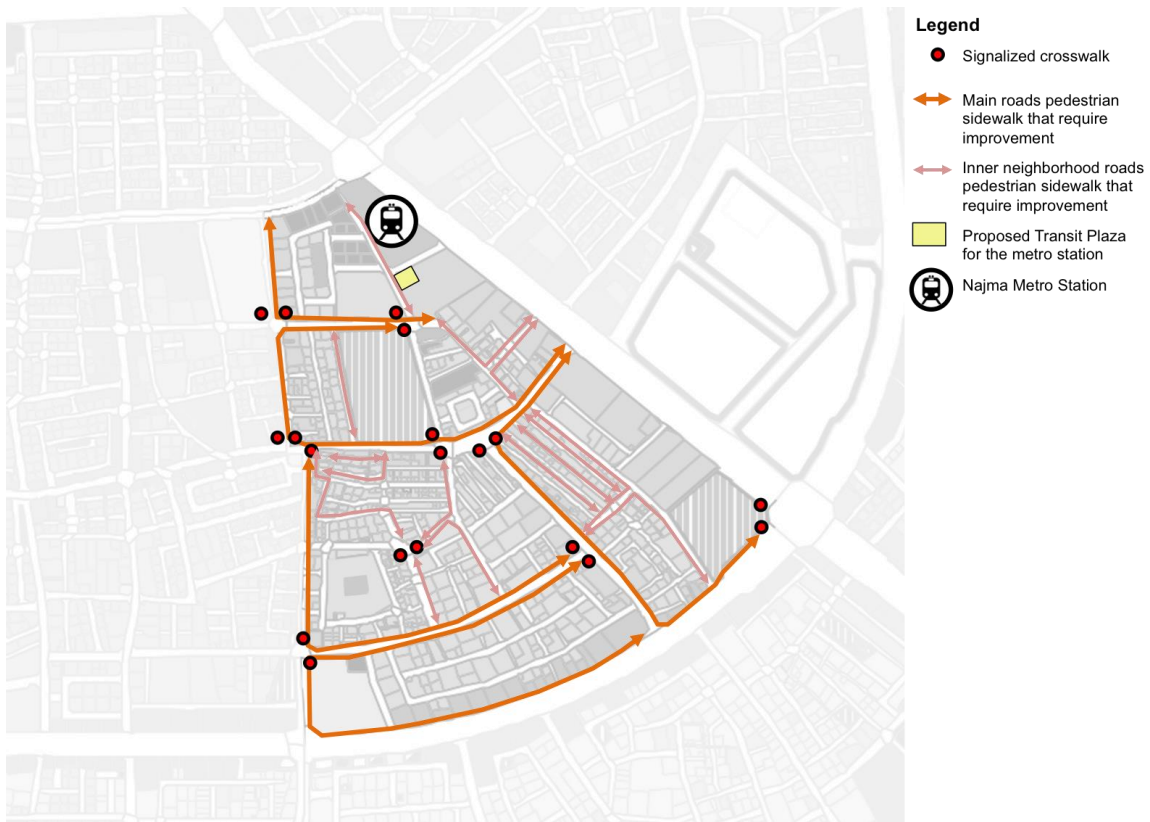 Legend
Signalized crosswalk
Main roads pedestrian
sidewalk that require
improvement
Inner neighborhood roads
pedestrian sidewalk that
require improvement
Proposed Transit Plaza
for the metro station
Najma Metro Station